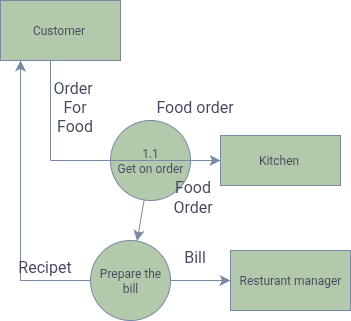 Customer
Order
For
Food
Food order
1.1
Get on order
Kitchen
Food
Order
Recipet
Prepare the
bill
Bill
Resturant manager